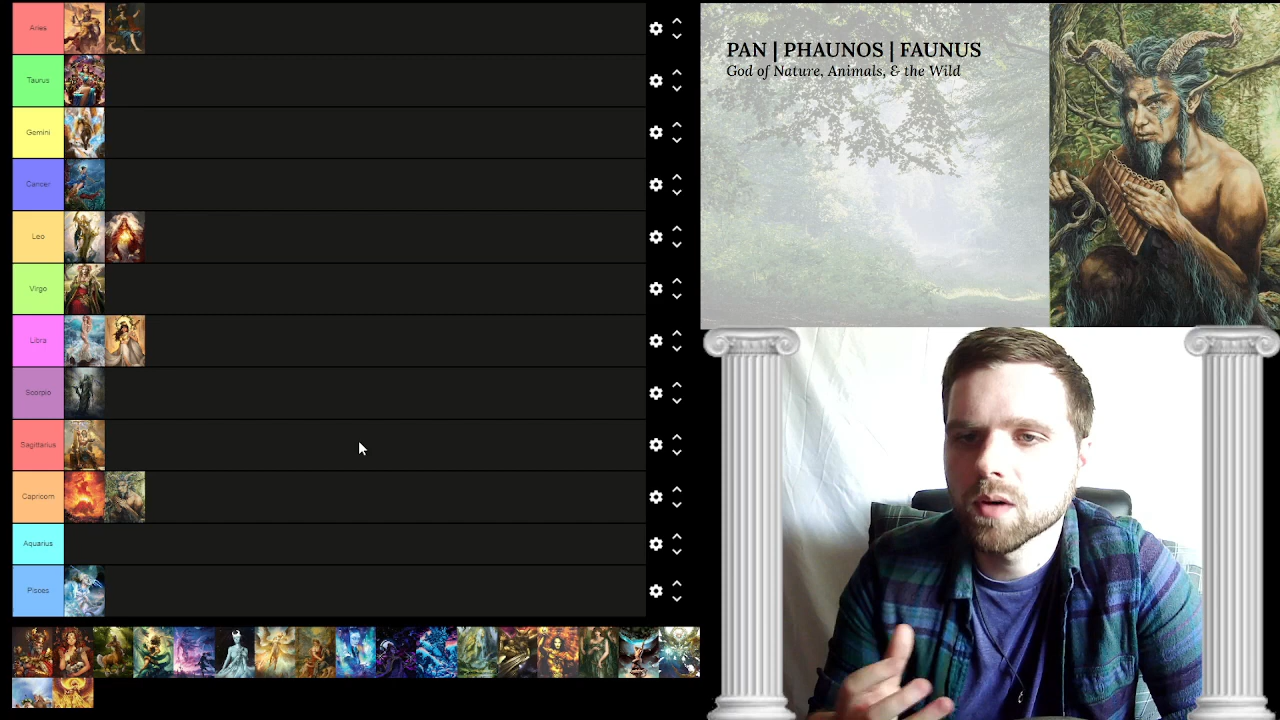 Aries
Taurus
Gemini
Cancer
Leo
Virgo
Libra
Scorpio
Sagittarius
Capricorn
Aquarius
Pisces
PAN | PHAUNOS | FAUNUS
God of Nature, Animals, & the Wild